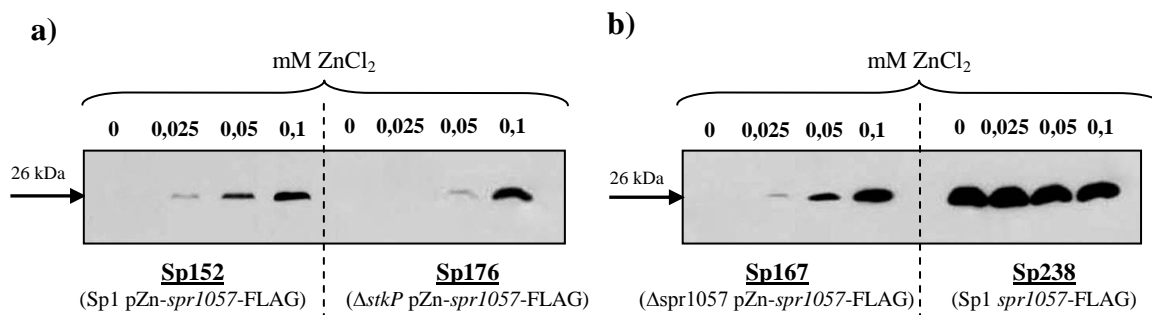 a)
mM ZnCl₂
0 0,025 0,05 0,1 0 0,025 0,05 0,1
26 kDa
Sp152 Sp176
(Sp1 pZn-spr1057-FLAG) (ΔstkP pZn-spr1057-FLAG)
b)
mM ZnCl₂
0 0,025 0,05 0,1 0 0,025 0,05 0,1
26 kDa
Sp167 Sp238
(Δspr1057 pZn-spr1057-FLAG) (Sp1 spr1057-FLAG)